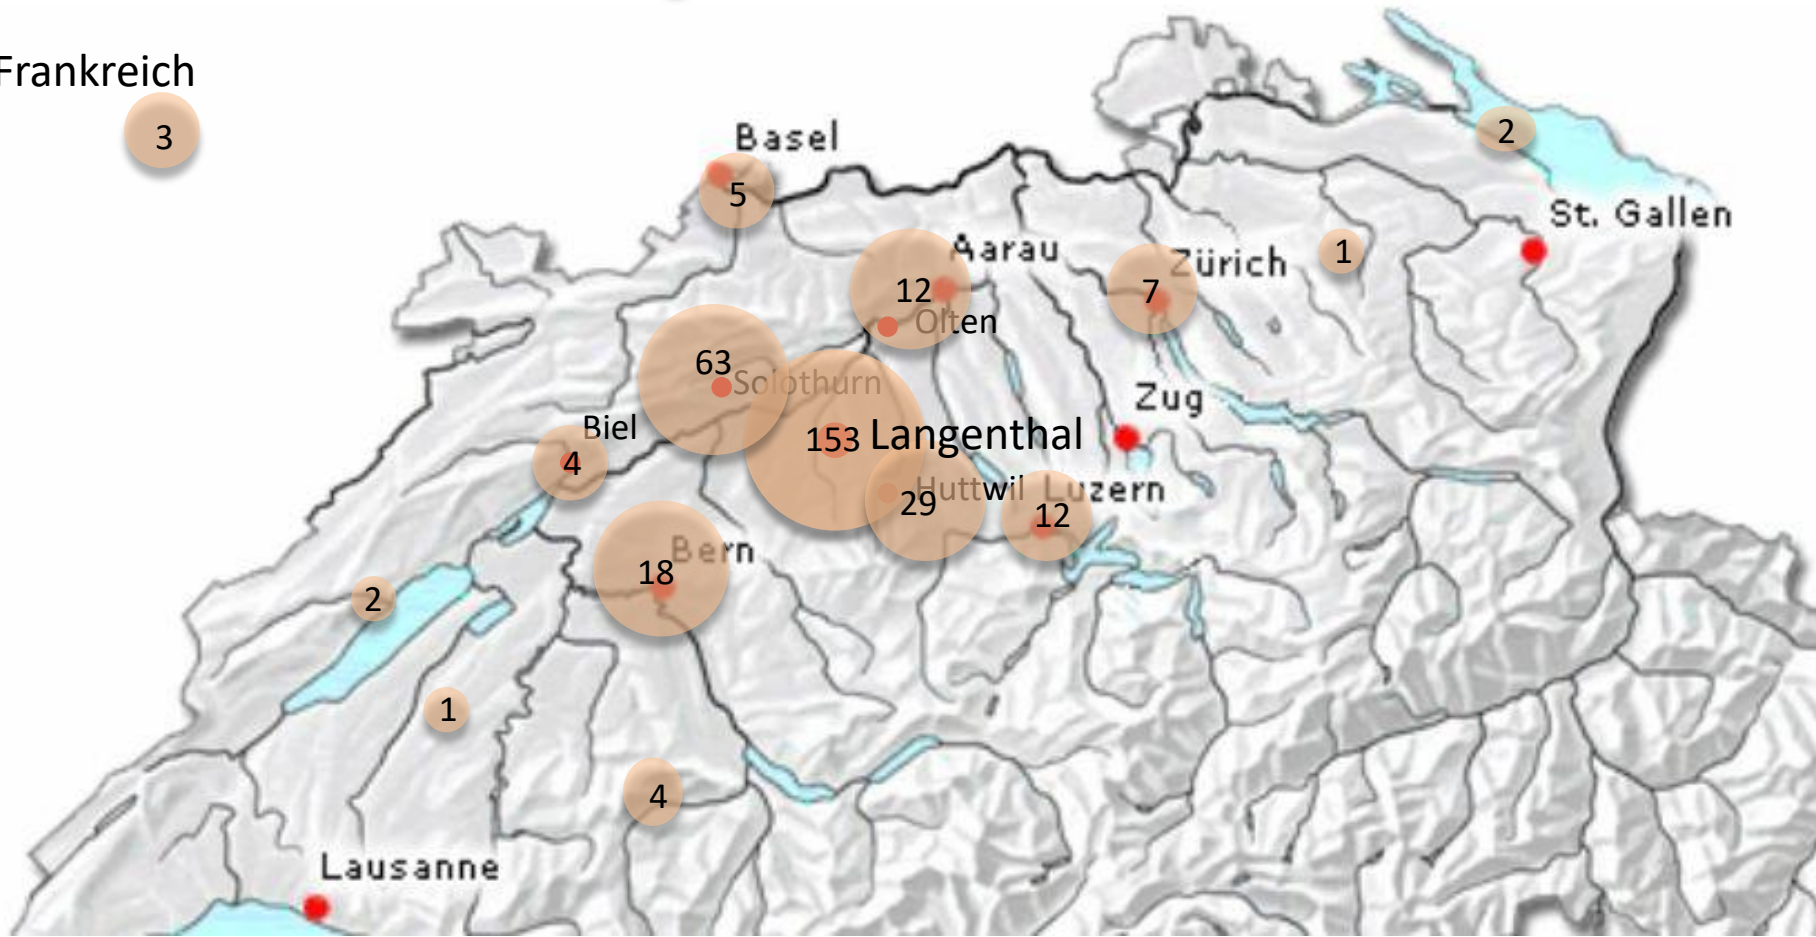 Frankreich
3
Basel
5
2
St. Gallen
Aarau
12
Olten
Zürich
7
1
63
Solothurn
Zug
Biel
4
153 Langenthal
Huttwil
29
Luzern
12
Bern
18
2
1
4
Lausanne